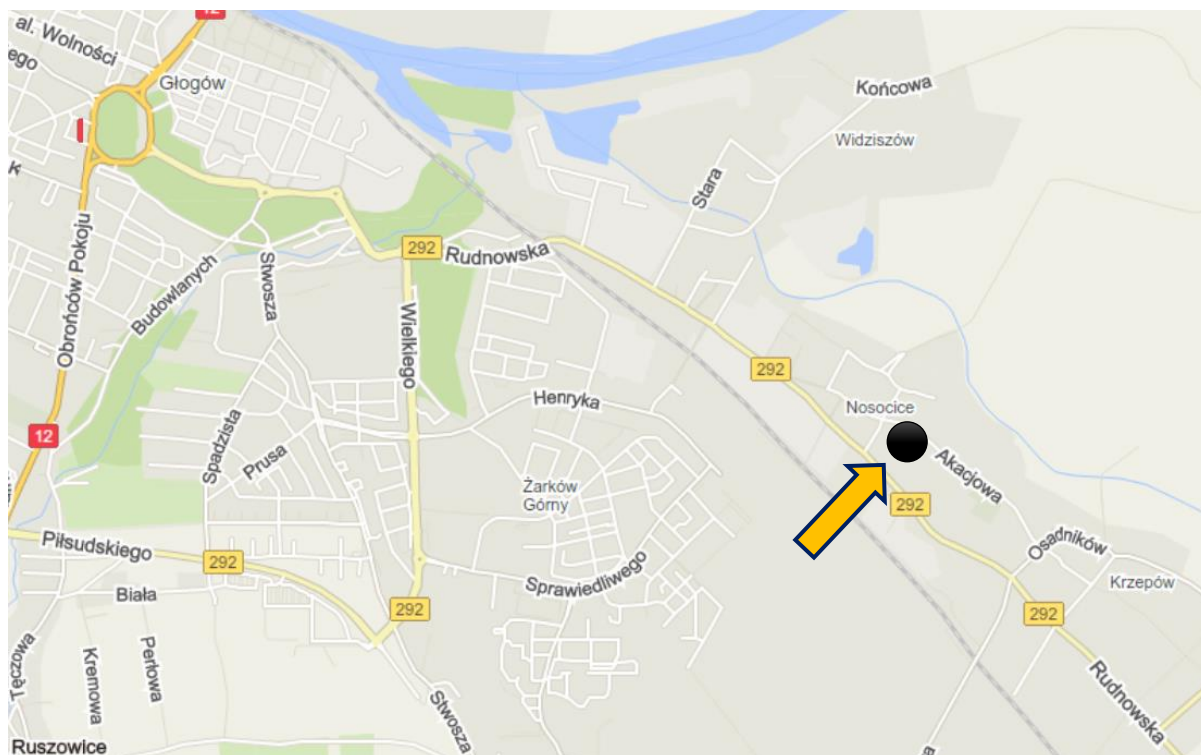 12
al. Wolności
ego
Głogów
Końcowa
Widziszów
K
Stara
292
Rudnowska
Obrońców Pokoju
Budowlanych
Stwosza
Wielkiego
292
Henryka
Nosocice
12
Spadzista
Prusa
Akacjowa
Żarków
Górny
292
Piłsudskiego
292
Sprawiedliwego
Osadników
Krzepów
Biała
292
292
Tęczowa
Kremowa
Perłowa
Stwosza
Rudnowska
Ruszowice